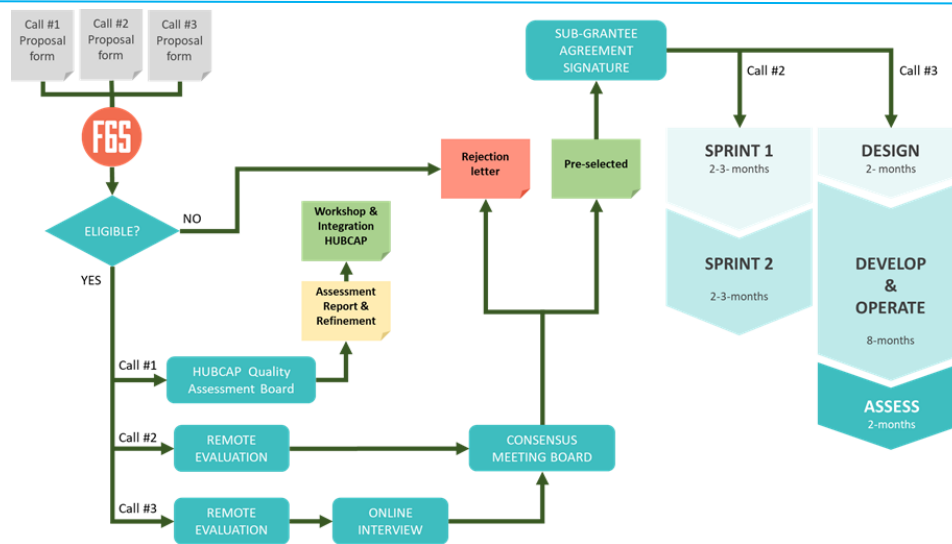 Call #1
Proposal
form
Call #2
Proposal
form
Call #3
Proposal
form
F6S
ELIGIBLE?
NO
YES
Rejection
letter
Pre-selected
SUB-GRANTEE
AGREEMENT
SIGNATURE
Call #2
Call #3
Workshop &
Integration
HUBCAP
Assessment
Report &
Refinement
Call #1
HUBCAP Quality
Assessment Board
Call #2
REMOTE
EVALUATION
CONSENSUS
MEETING BOARD
Call #3
REMOTE
EVALUATION
ONLINE
INTERVIEW
SPRINT 1
2-3- months
SPRINT 2
2-3-months
DESIGN
2- months
DEVELOP
&
OPERATE
8-months
ASSESS
2-months